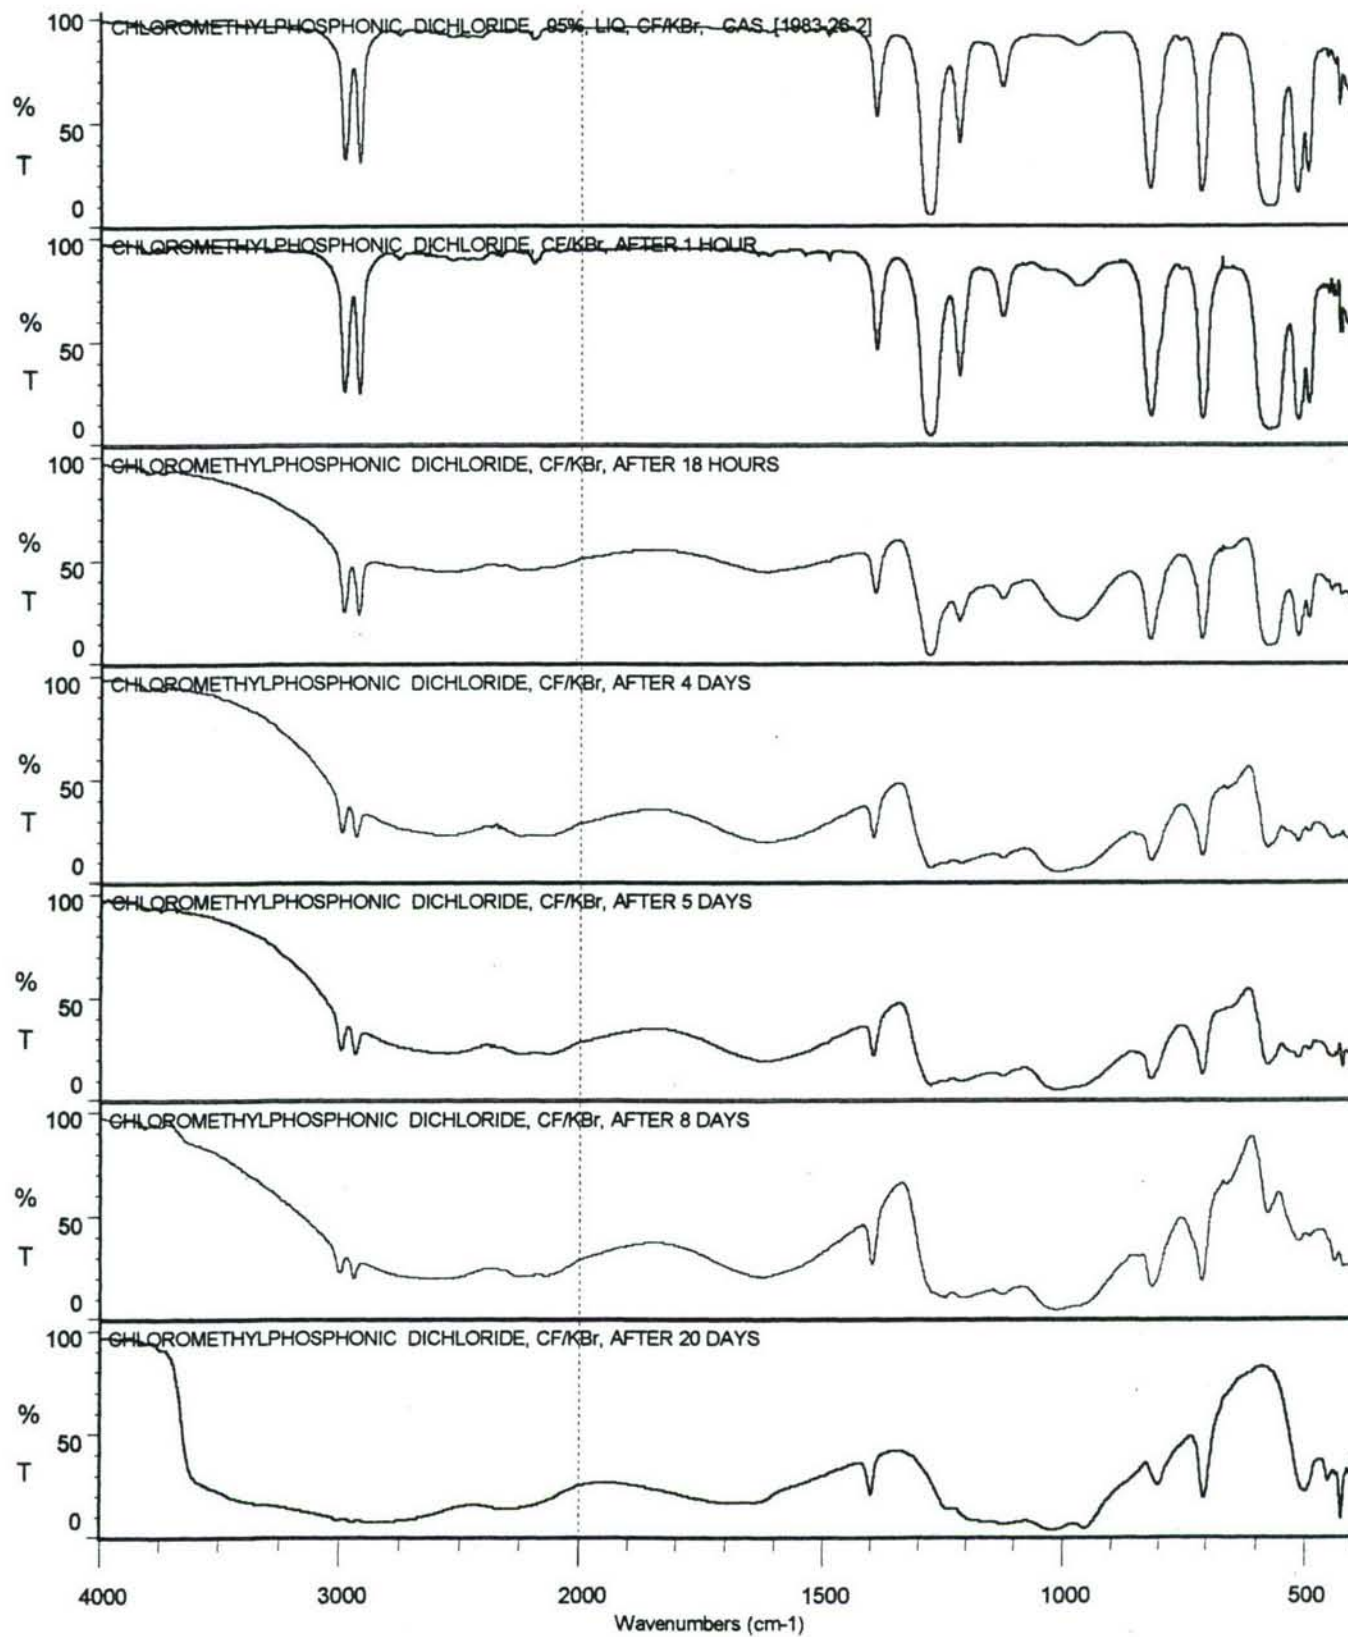 100
CHLOROMETHYLPHOSPHONIC DICHLORIDE, 95%, LIQ, CF/KBr, CAS [1983-26-2]
%
50
T
0
100
CHLOROMETHYLPHOSPHONIC DICHLORIDE, CF/KBr, AFTER 1 HOUR
%
50
T
0
100
CHLOROMETHYLPHOSPHONIC DICHLORIDE, CF/KBr, AFTER 18 HOURS
%
50
T
0
100
CHLOROMETHYLPHOSPHONIC DICHLORIDE, CF/KBr, AFTER 4 DAYS
%
50
T
0
100
CHLOROMETHYLPHOSPHONIC DICHLORIDE, CF/KBr, AFTER 5 DAYS
%
50
T
0
100
CHLOROMETHYLPHOSPHONIC DICHLORIDE, CF/KBr, AFTER 8 DAYS
%
50
T
0
100
CHLOROMETHYLPHOSPHONIC DICHLORIDE, CF/KBr, AFTER 20 DAYS
%
50
T
0
4000 3000 2000 1500 1000 500
Wavenumbers (cm-1)